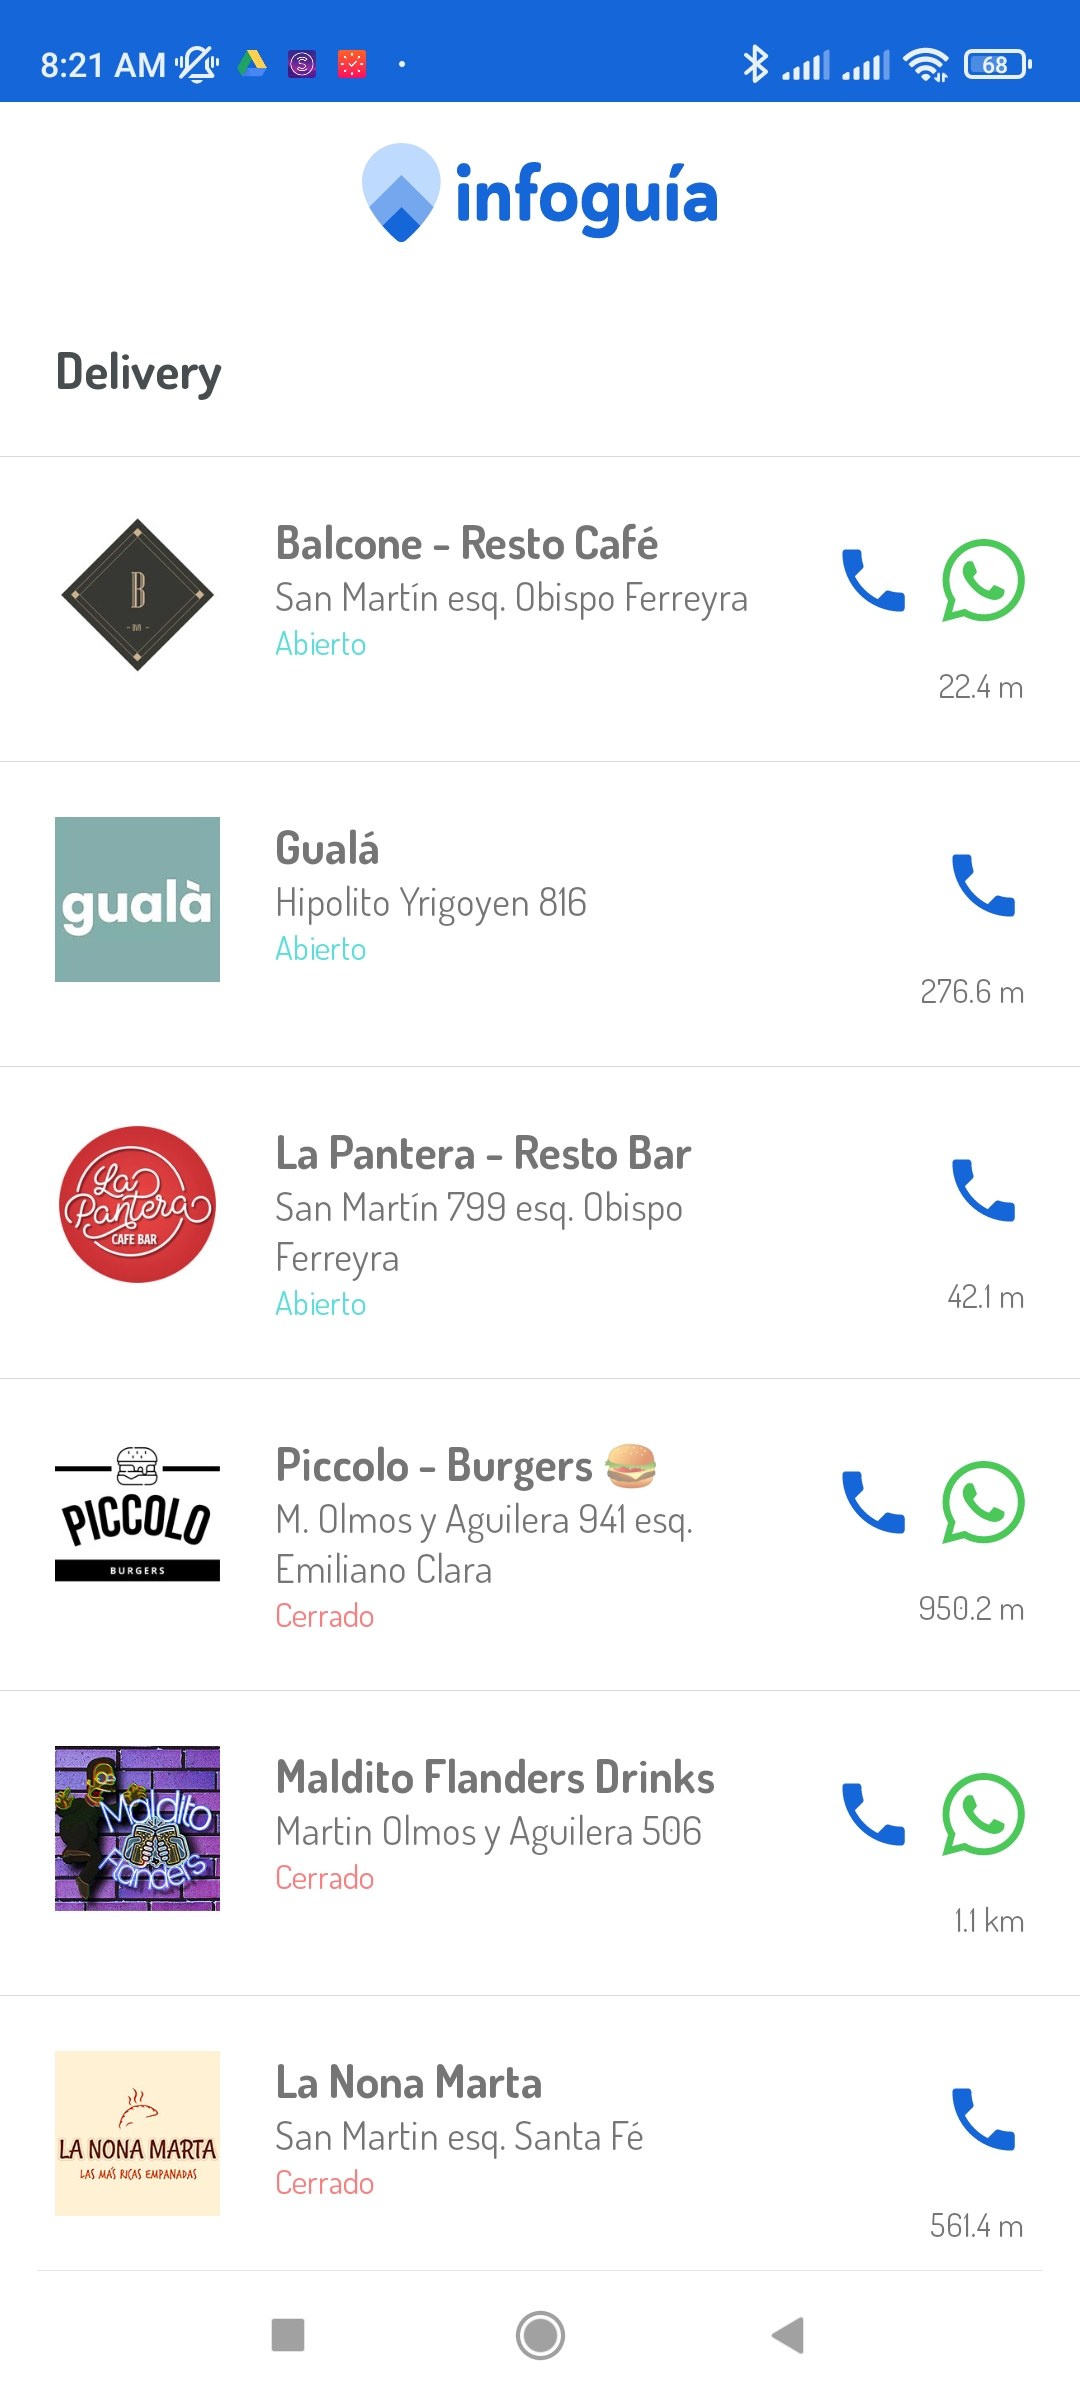 8:21 AM
68
infoguía
Delivery
B
- BVR -
Balcone - Resto Café
San Martín esq. Obispo Ferreyra
Abierto
22.4 m
gualà
Gualá
Hipolito Yrigoyen 816
Abierto
276.6 m
La
Pantera
CAFE BAR
La Pantera - Resto Bar
San Martín 799 esq. Obispo
Ferreyra
Abierto
42.1 m
PICCOLO
BURGERS
Piccolo - Burgers 🍔
M. Olmos y Aguilera 941 esq.
Emiliano Clara
Cerrado
950.2 m
Maldito
Flanders
Maldito Flanders Drinks
Martin Olmos y Aguilera 506
Cerrado
1.1 km
LA NONA MARTA
LAS MÁS RICAS EMPANADAS
La Nona Marta
San Martin esq. Santa Fé
Cerrado
561.4 m